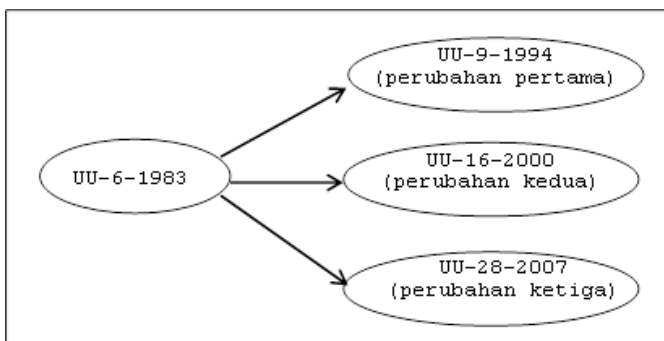 UU-9-1994
(perubahan pertama)
UU-6-1983
UU-16-2000
(perubahan kedua)
UU-28-2007
(perubahan ketiga)